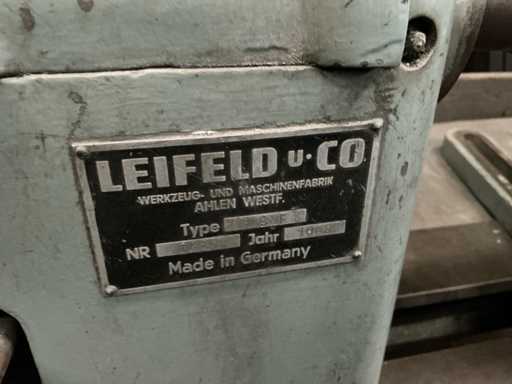 LEIFELD u. CO
WERKZEUG- UND MASCHINENFABRIK
AHLEN WESTF.
Type
NR Jahr
Made in Germany